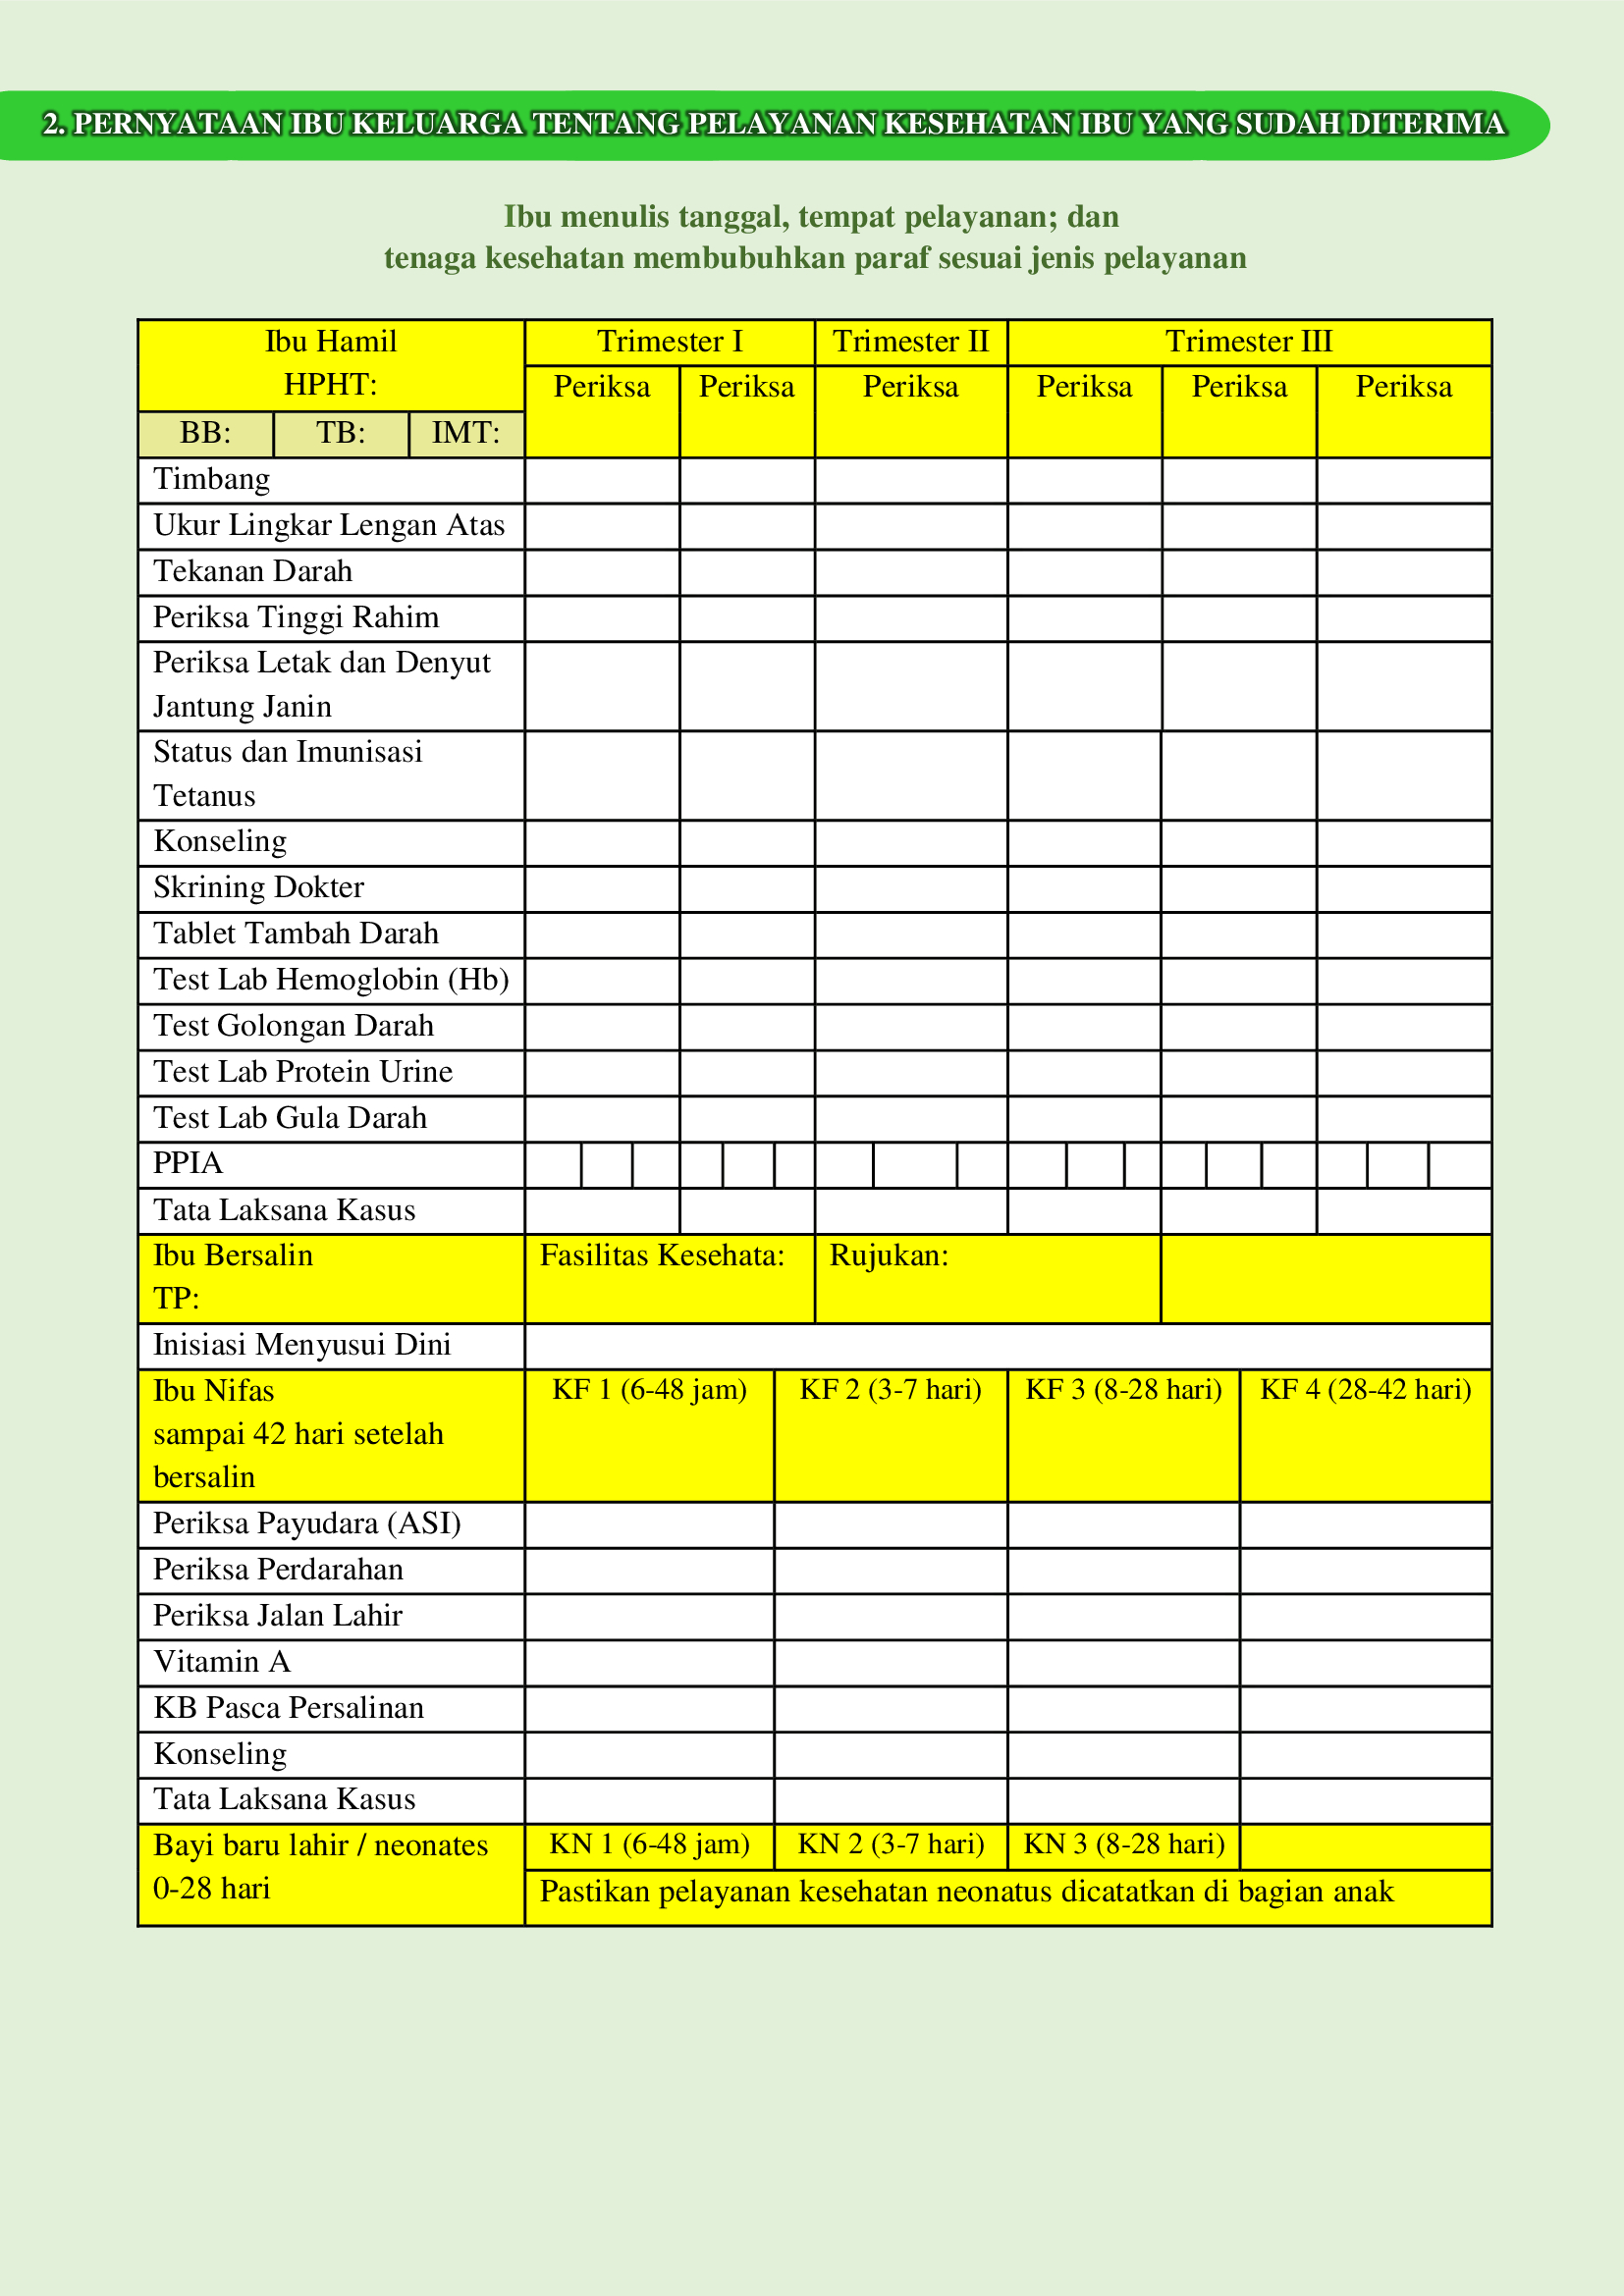 2. PERNYATAAN IBU KELUARGA TENTANG PELAYANAN KESEHATAN IBU YANG SUDAH DITERIMA
Ibu menulis tanggal, tempat pelayanan; dan
tenaga kesehatan membubuhkan paraf sesuai jenis pelayanan
Ibu Hamil
HPHT:
Trimester I
Trimester II
Trimester III
Periksa
Periksa
Periksa
Periksa
Periksa
Periksa
BB:
TB:
IMT:
Timbang
Ukur Lingkar Lengan Atas
Tekanan Darah
Periksa Tinggi Rahim
Periksa Letak dan Denyut
Jantung Janin
Status dan Imunisasi
Tetanus
Konseling
Skrining Dokter
Tablet Tambah Darah
Test Lab Hemoglobin (Hb)
Test Golongan Darah
Test Lab Protein Urine
Test Lab Gula Darah
PPIA
Tata Laksana Kasus
Ibu Bersalin
TP:
Fasilitas Kesehata:
Rujukan:
Inisiasi Menyusui Dini
Ibu Nifas
sampai 42 hari setelah
bersalin
KF 1 (6-48 jam)
KF 2 (3-7 hari)
KF 3 (8-28 hari)
KF 4 (28-42 hari)
Periksa Payudara (ASI)
Periksa Perdarahan
Periksa Jalan Lahir
Vitamin A
KB Pasca Persalinan
Konseling
Tata Laksana Kasus
Bayi baru lahir / neonates
0-28 hari
KN 1 (6-48 jam)
KN 2 (3-7 hari)
KN 3 (8-28 hari)
Pastikan pelayanan kesehatan neonatus dicatatkan di bagian anak